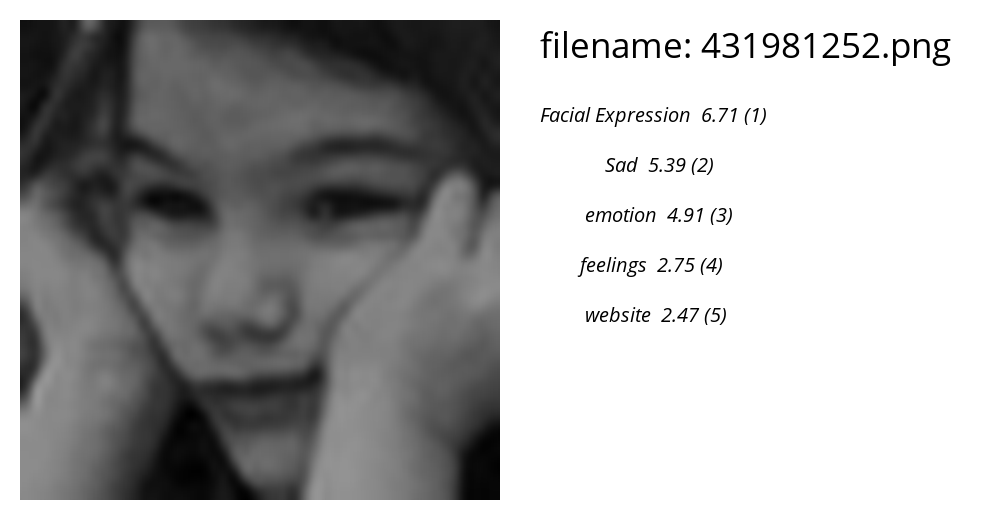 filename: 431981252.png
Facial Expression 6.71 (1)
Sad 5.39 (2)
emotion 4.91 (3)
feelings 2.75 (4)
website 2.47 (5)